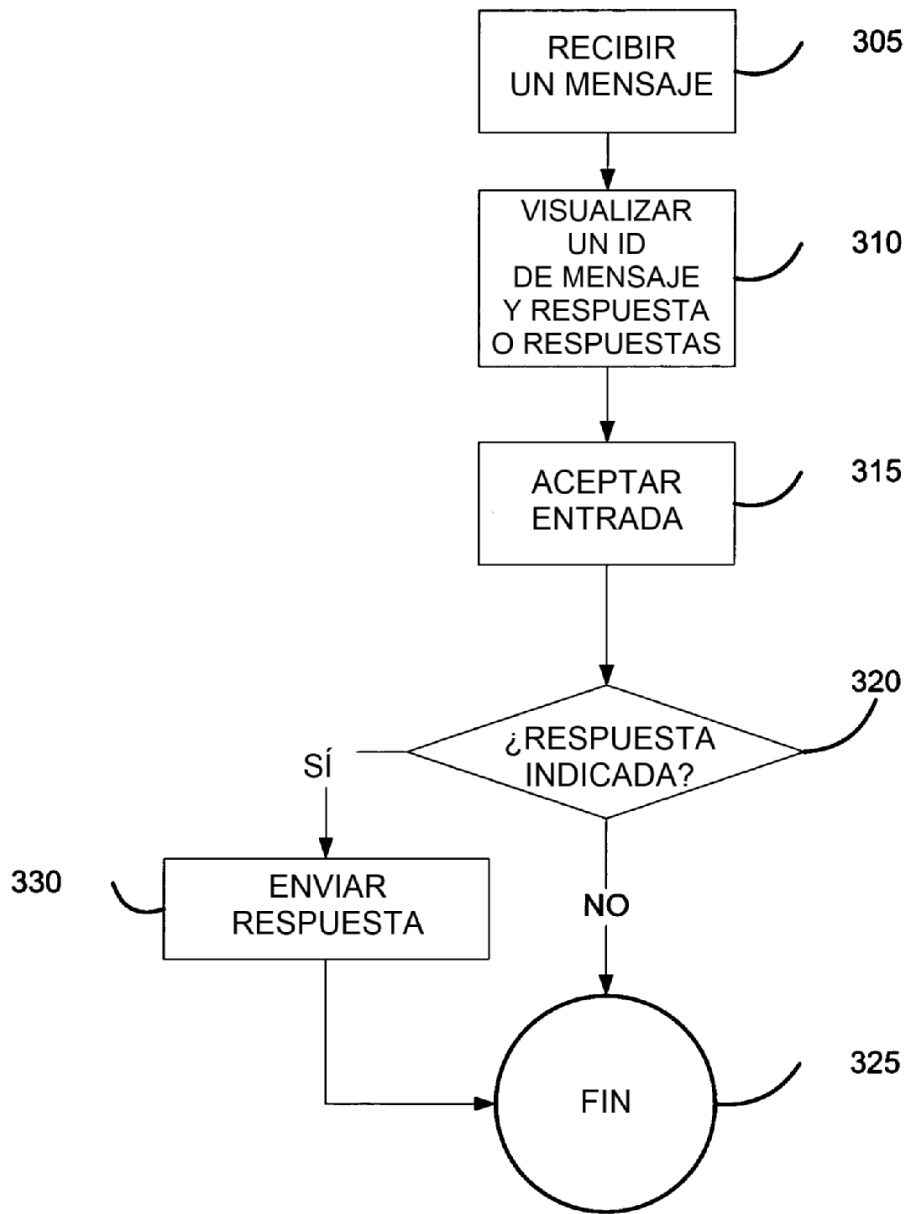 RECIBIR
UN MENSAJE
305
VISUALIZAR
UN ID
DE MENSAJE
Y RESPUESTA
O RESPUESTAS
310
ACEPTAR
ENTRADA
315
¿RESPUESTA
INDICADA?
320
SÍ
ENVIAR
RESPUESTA
330
NO
FIN
325